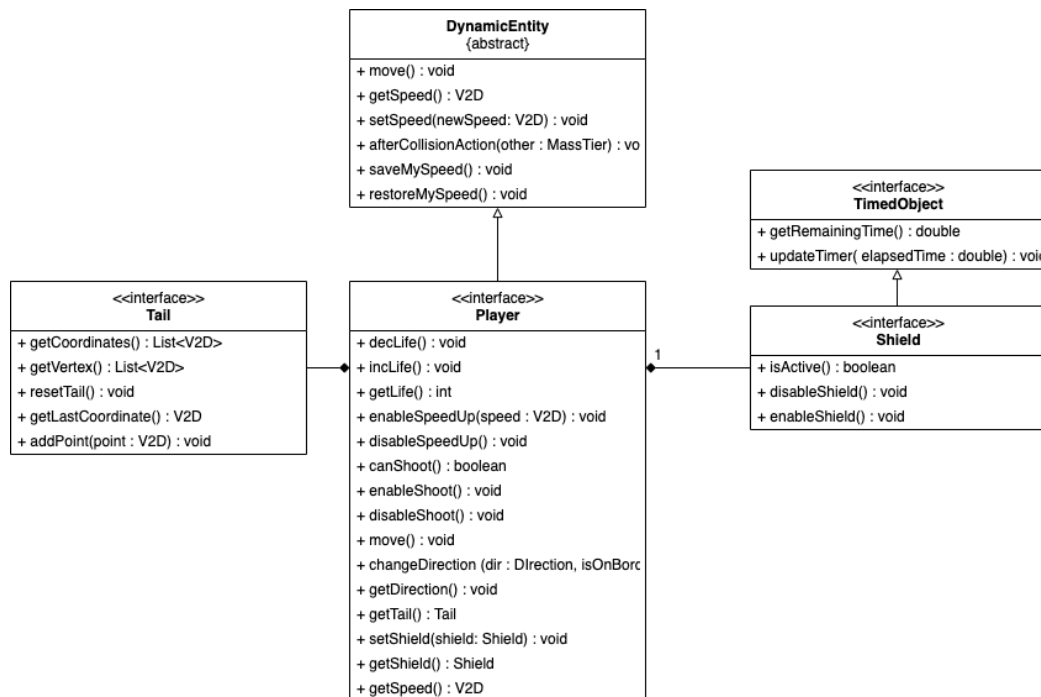 DynamicEntity
{abstract}
+ move() : void
+ getSpeed() : V2D
+ setSpeed(newSpeed: V2D) : void
+ afterCollisionAction(other : MassTier) : vo
+ saveMySpeed() : void
+ restoreMySpeed() : void
<<interface>>
TimedObject
+ getRemainingTime() : double
+ updateTimer( elapsedTime : double) : void
<<interface>>
Tail
+ getCoordinates() : List<V2D>
+ getVertex() : List<V2D>
+ resetTail() : void
+ getLastCoordinate() : V2D
+ addPoint(point : V2D) : void
<<interface>>
Player
+ decLife() : void
+ incLife() : void
+ getLife() : int
+ enableSpeedUp(speed : V2D) : void
+ disableSpeedUp() : void
+ canShoot() : boolean
+ enableShoot() : void
+ disableShoot() : void
+ move() : void
+ changeDirection (dir : DIrection, isOnBorc
+ getDirection() : void
+ getTail() : Tail
+ setShield(shield: Shield) : void
+ getShield() : Shield
+ getSpeed() : V2D
1
<<interface>>
Shield
+ isActive() : boolean
+ disableShield() : void
+ enableShield() : void